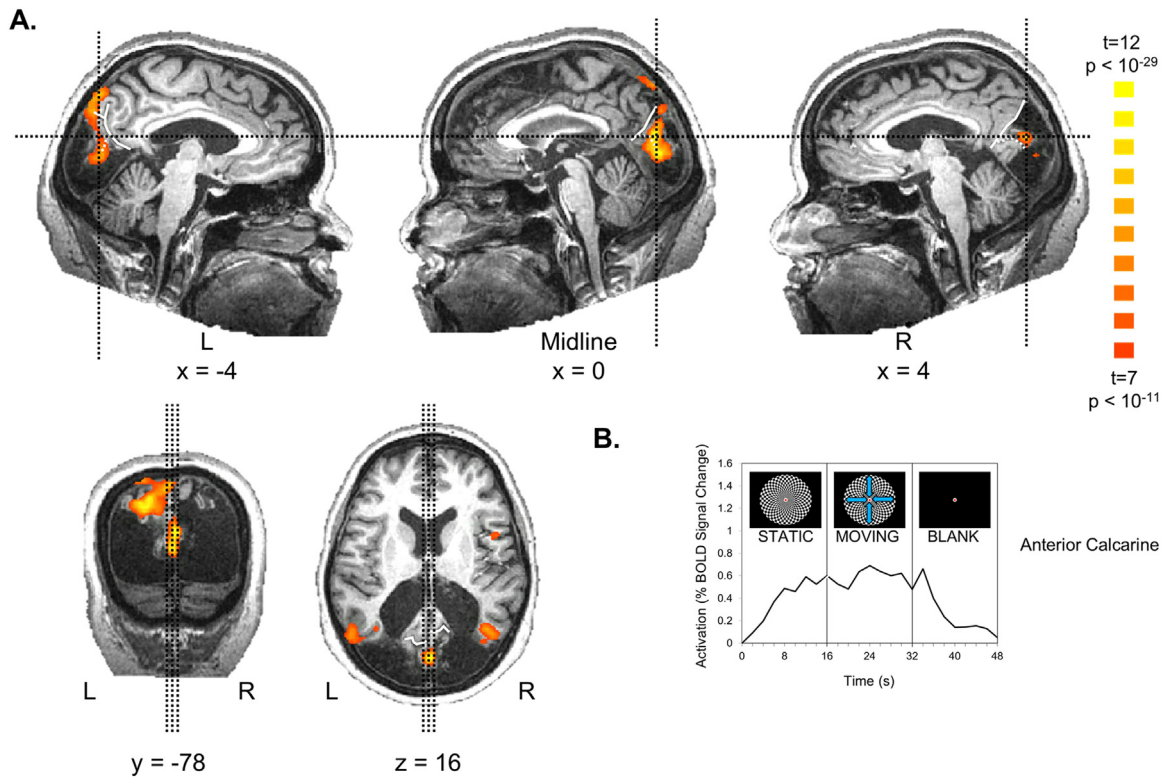 A.
t=12
p < 10-29
L
x = -4
Midline
x = 0
R
x = 4
t=7
p < 10-11
L
R
y = -78
L
R
z = 16
B.
Activation (% BOLD Signal Change)
1.6
1.4
1.2
1
0.8
0.6
0.4
0.2
0
STATIC
MOVING
BLANK
0
8
16
24
32
40
48
Time (s)
Anterior Calcarine